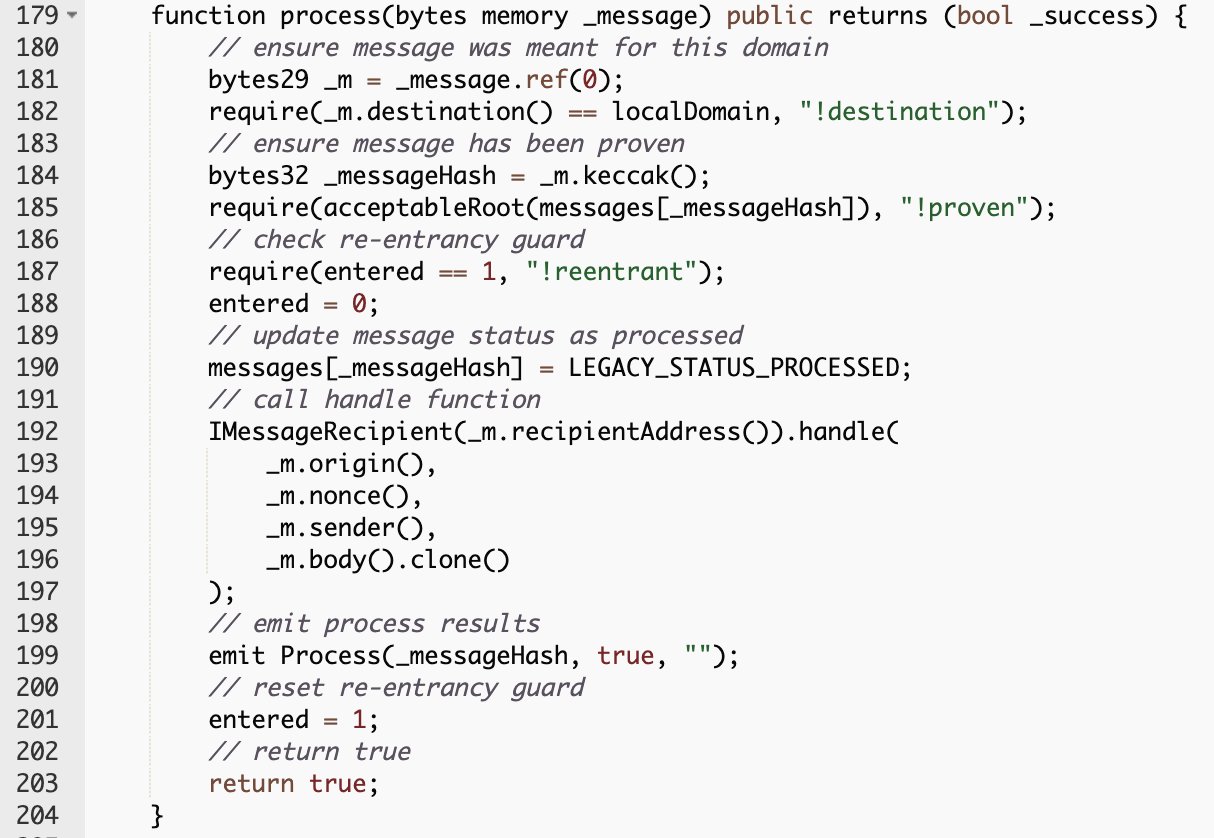 179 function process(bytes memory _message) public returns (bool _success) {
180 // ensure message was meant for this domain
181 bytes29 _m = _message.ref(0);
182 require(_m.destination() == localDomain, "!destination");
183 // ensure message has been proven
184 bytes32 _messageHash = _m.keccak();
185 require(acceptableRoot(messages[_messageHash]), "!proven");
186 // check re-entrancy guard
187 require(entered == 1, "!reentrant");
188 entered = 0;
189 // update message status as processed
190 messages[_messageHash] = LEGACY_STATUS_PROCESSED;
191 // call handle function
192 IMessageRecipient(_m.recipientAddress()).handle(
193 _m.origin(),
194 _m.nonce(),
195 _m.sender(),
196 _m.body().clone()
197 );
198 // emit process results
199 emit Process(_messageHash, true, "");
200 // reset re-entrancy guard
201 entered = 1;
202 // return true
203 return true;
204 }